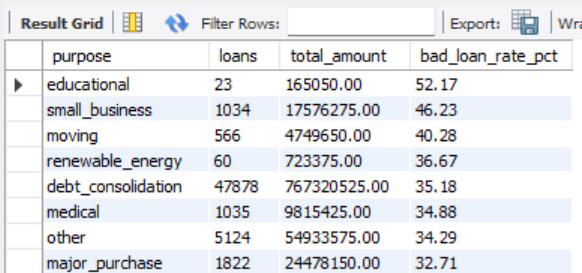 Result Grid Filter Rows: Export: Wra
purpose loans total_amount bad_loan_rate_pct
educational 23 165050.00 52.17
small_business 1034 17576275.00 46.23
moving 566 4749650.00 40.28
renewable_energy 60 723375.00 36.67
debt_consolidation 47878 767320525.00 35.18
medical 1035 9815425.00 34.88
other 5124 54933575.00 34.29
major_purchase 1822 24478150.00 32.71